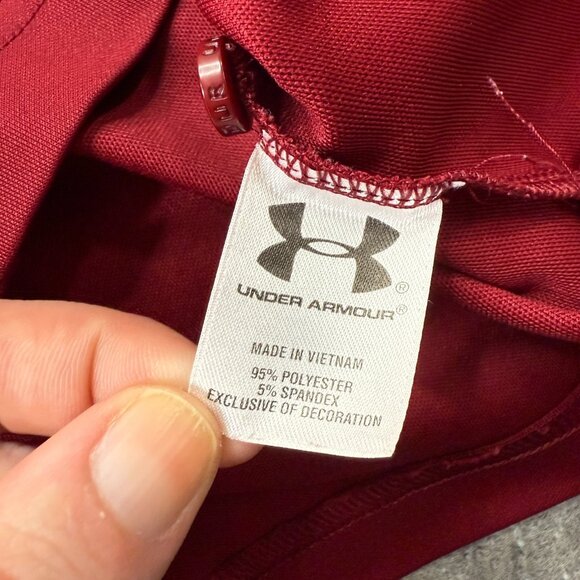 UNDER ARMOUR®
MADE IN VIETNAM
95% POLYESTER
5% SPANDEX
EXCLUSIVE OF DECORATION